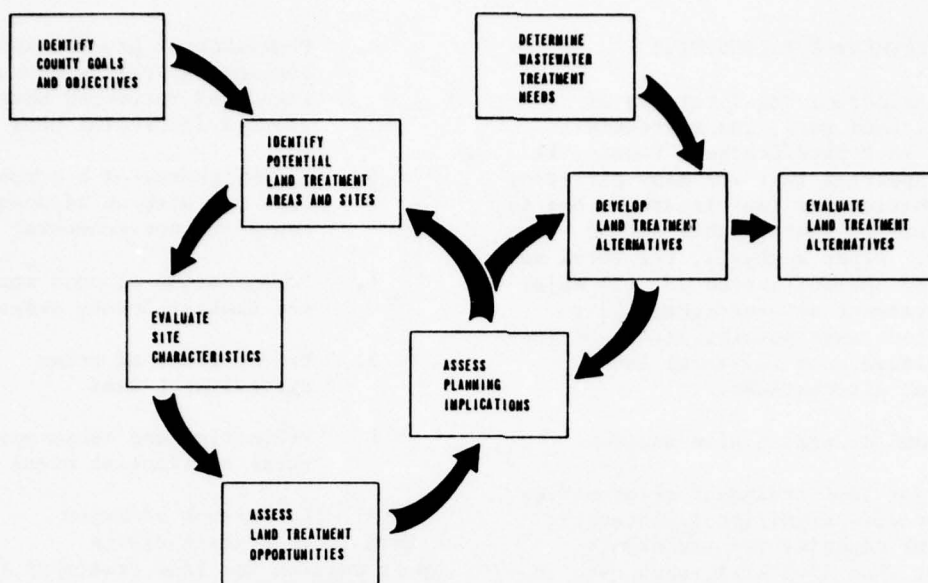 IDENTIFY
COUNTY GOALS
AND OBJECTIVES
DETERMINE
WASTEWATER
TREATMENT
NEEDS
IDENTIFY
POTENTIAL
LAND TREATMENT
AREAS AND SITES
DEVELOP
LAND TREATMENT
ALTERNATIVES
EVALUATE
LAND TREATMENT
ALTERNATIVES
EVALUATE
SITE
CHARACTERISTICS
ASSESS
PLANNING
IMPLICATIONS
ASSESS
LAND TREATMENT
OPPORTUNITIES